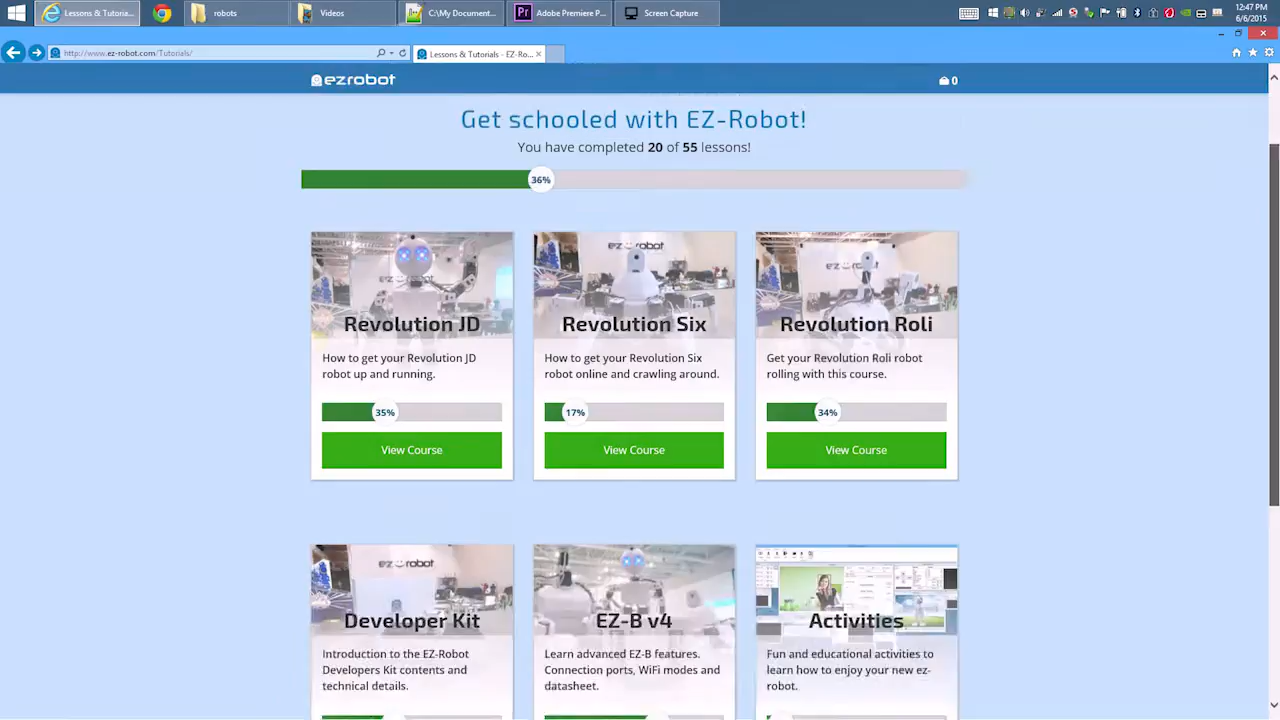 Lessons & Tutoria...
robots
Videos
C:\My Document...
Pr Adobe Premiere P...
Screen Capture
12:47 PM
6/6/2015
http://www.ez-robot.com/Tutorials/
Lessons & Tutorials - EZ-Ro...
ezrobot
0
Get schooled with EZ-Robot!
You have completed 20 of 55 lessons!
36%
ez robot
Revolution JD
Revolution Six
Revolution Roli
How to get your Revolution JD
robot up and running.
How to get your Revolution Six
robot online and crawling around.
Get your Revolution Roli robot
rolling with this course.
35%
17%
34%
View Course
View Course
View Course
ez robot
Developer Kit
EZ-B v4
Activities
Introduction to the EZ-Robot
Developers Kit contents and
technical details.
Learn advanced EZ-B features.
Connection ports, WiFi modes and
datasheet.
Fun and educational activities to
learn how to enjoy your new ez-
robot.